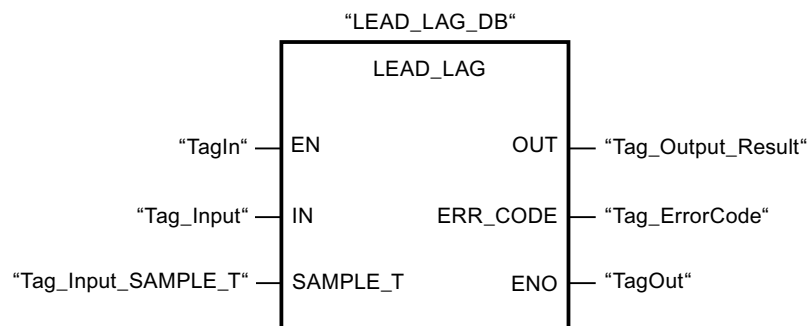 "LEAD_LAG_DB“
LEAD_LAG
“TagIn“ EN OUT “Tag_Output_Result“
“Tag_Input“ IN ERR_CODE “Tag_ErrorCode“
“Tag_Input_SAMPLE_T“ SAMPLE_T ENO “TagOut“